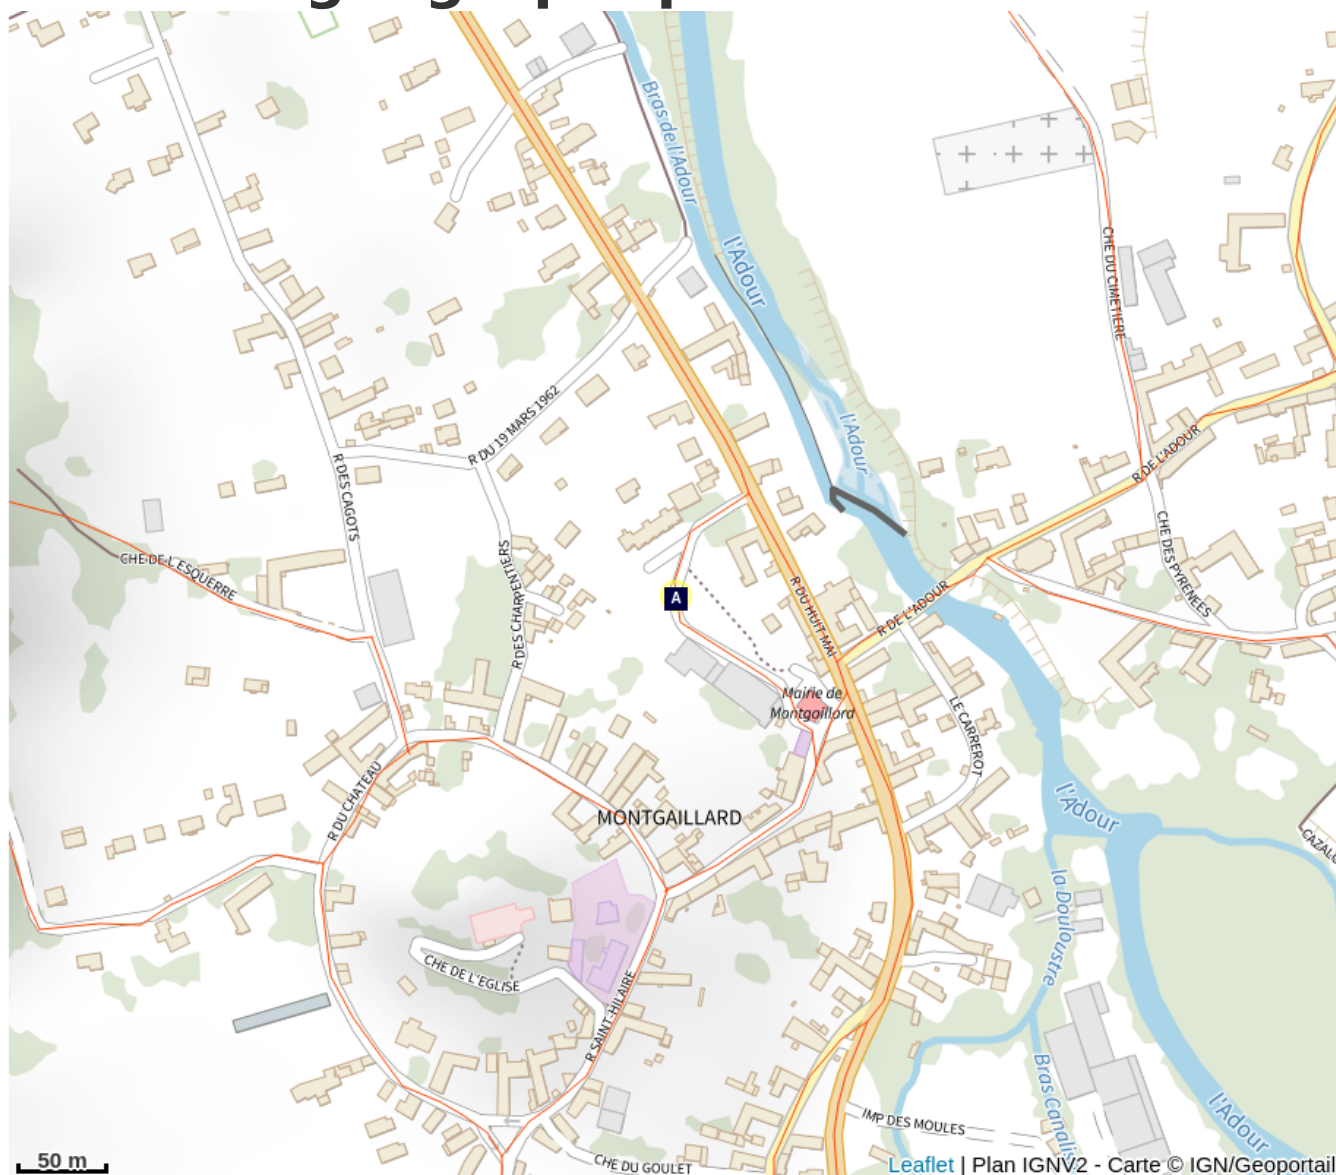 Bras de l'Adour
l'Adour
CHE DU CIMETIERE
l'Adour
R DU 19 MARS 1962
R DE L'ADOUR
R DES CAGOTS
CHE DES PYRENEES
CHE DE L'ESQUERRE
R DES CHARPENTIERS
A
R DU HUIT MAI
R DE L'ADOUR
Mairie de
Montgaillard
LE CARREROT
R DU CHATEAU
MONTGAILLARD
l'Adour
la Douloustre
CHE DE L'EGLISE
R SAINT-HILAIRE
Bras Canalis
l'Adour
IMP DES MOULES
CHE DU GOULET
50 m
Leaflet | Plan IGNV2 - Carte © IGN/Geoportail